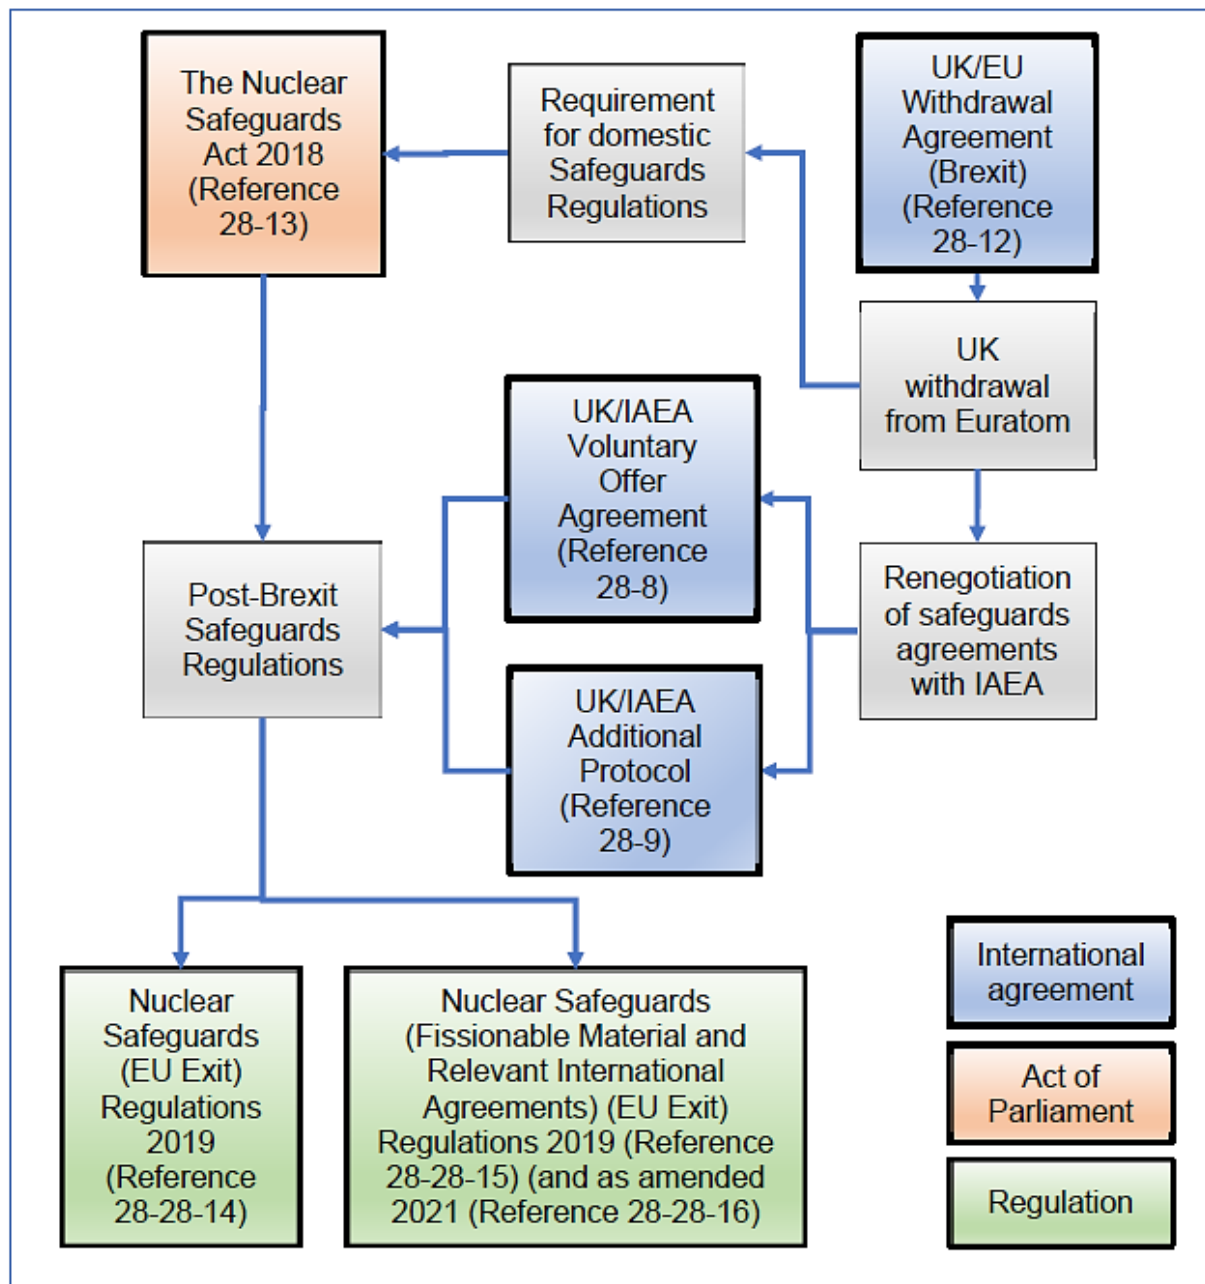 The Nuclear
Safeguards
Act 2018
(Reference
28-13)
Requirement
for domestic
Safeguards
Regulations
UK/EU
Withdrawal
Agreement
(Brexit)
(Reference
28-12)
UK
withdrawal
from Euratom
UK/IAEA
Voluntary
Offer
Agreement
(Reference
28-8)
Post-Brexit
Safeguards
Regulations
Renegotiation
of safeguards
agreements
with IAEA
UK/IAEA
Additional
Protocol
(Reference
28-9)
Nuclear
Safeguards
(EU Exit)
Regulations
2019
(Reference
28-28-14)
Nuclear Safeguards
(Fissionable Material and
Relevant International
Agreements) (EU Exit)
Regulations 2019 (Reference
28-28-15) (and as amended
2021 (Reference 28-28-16)
International
agreement
Act of
Parliament
Regulation